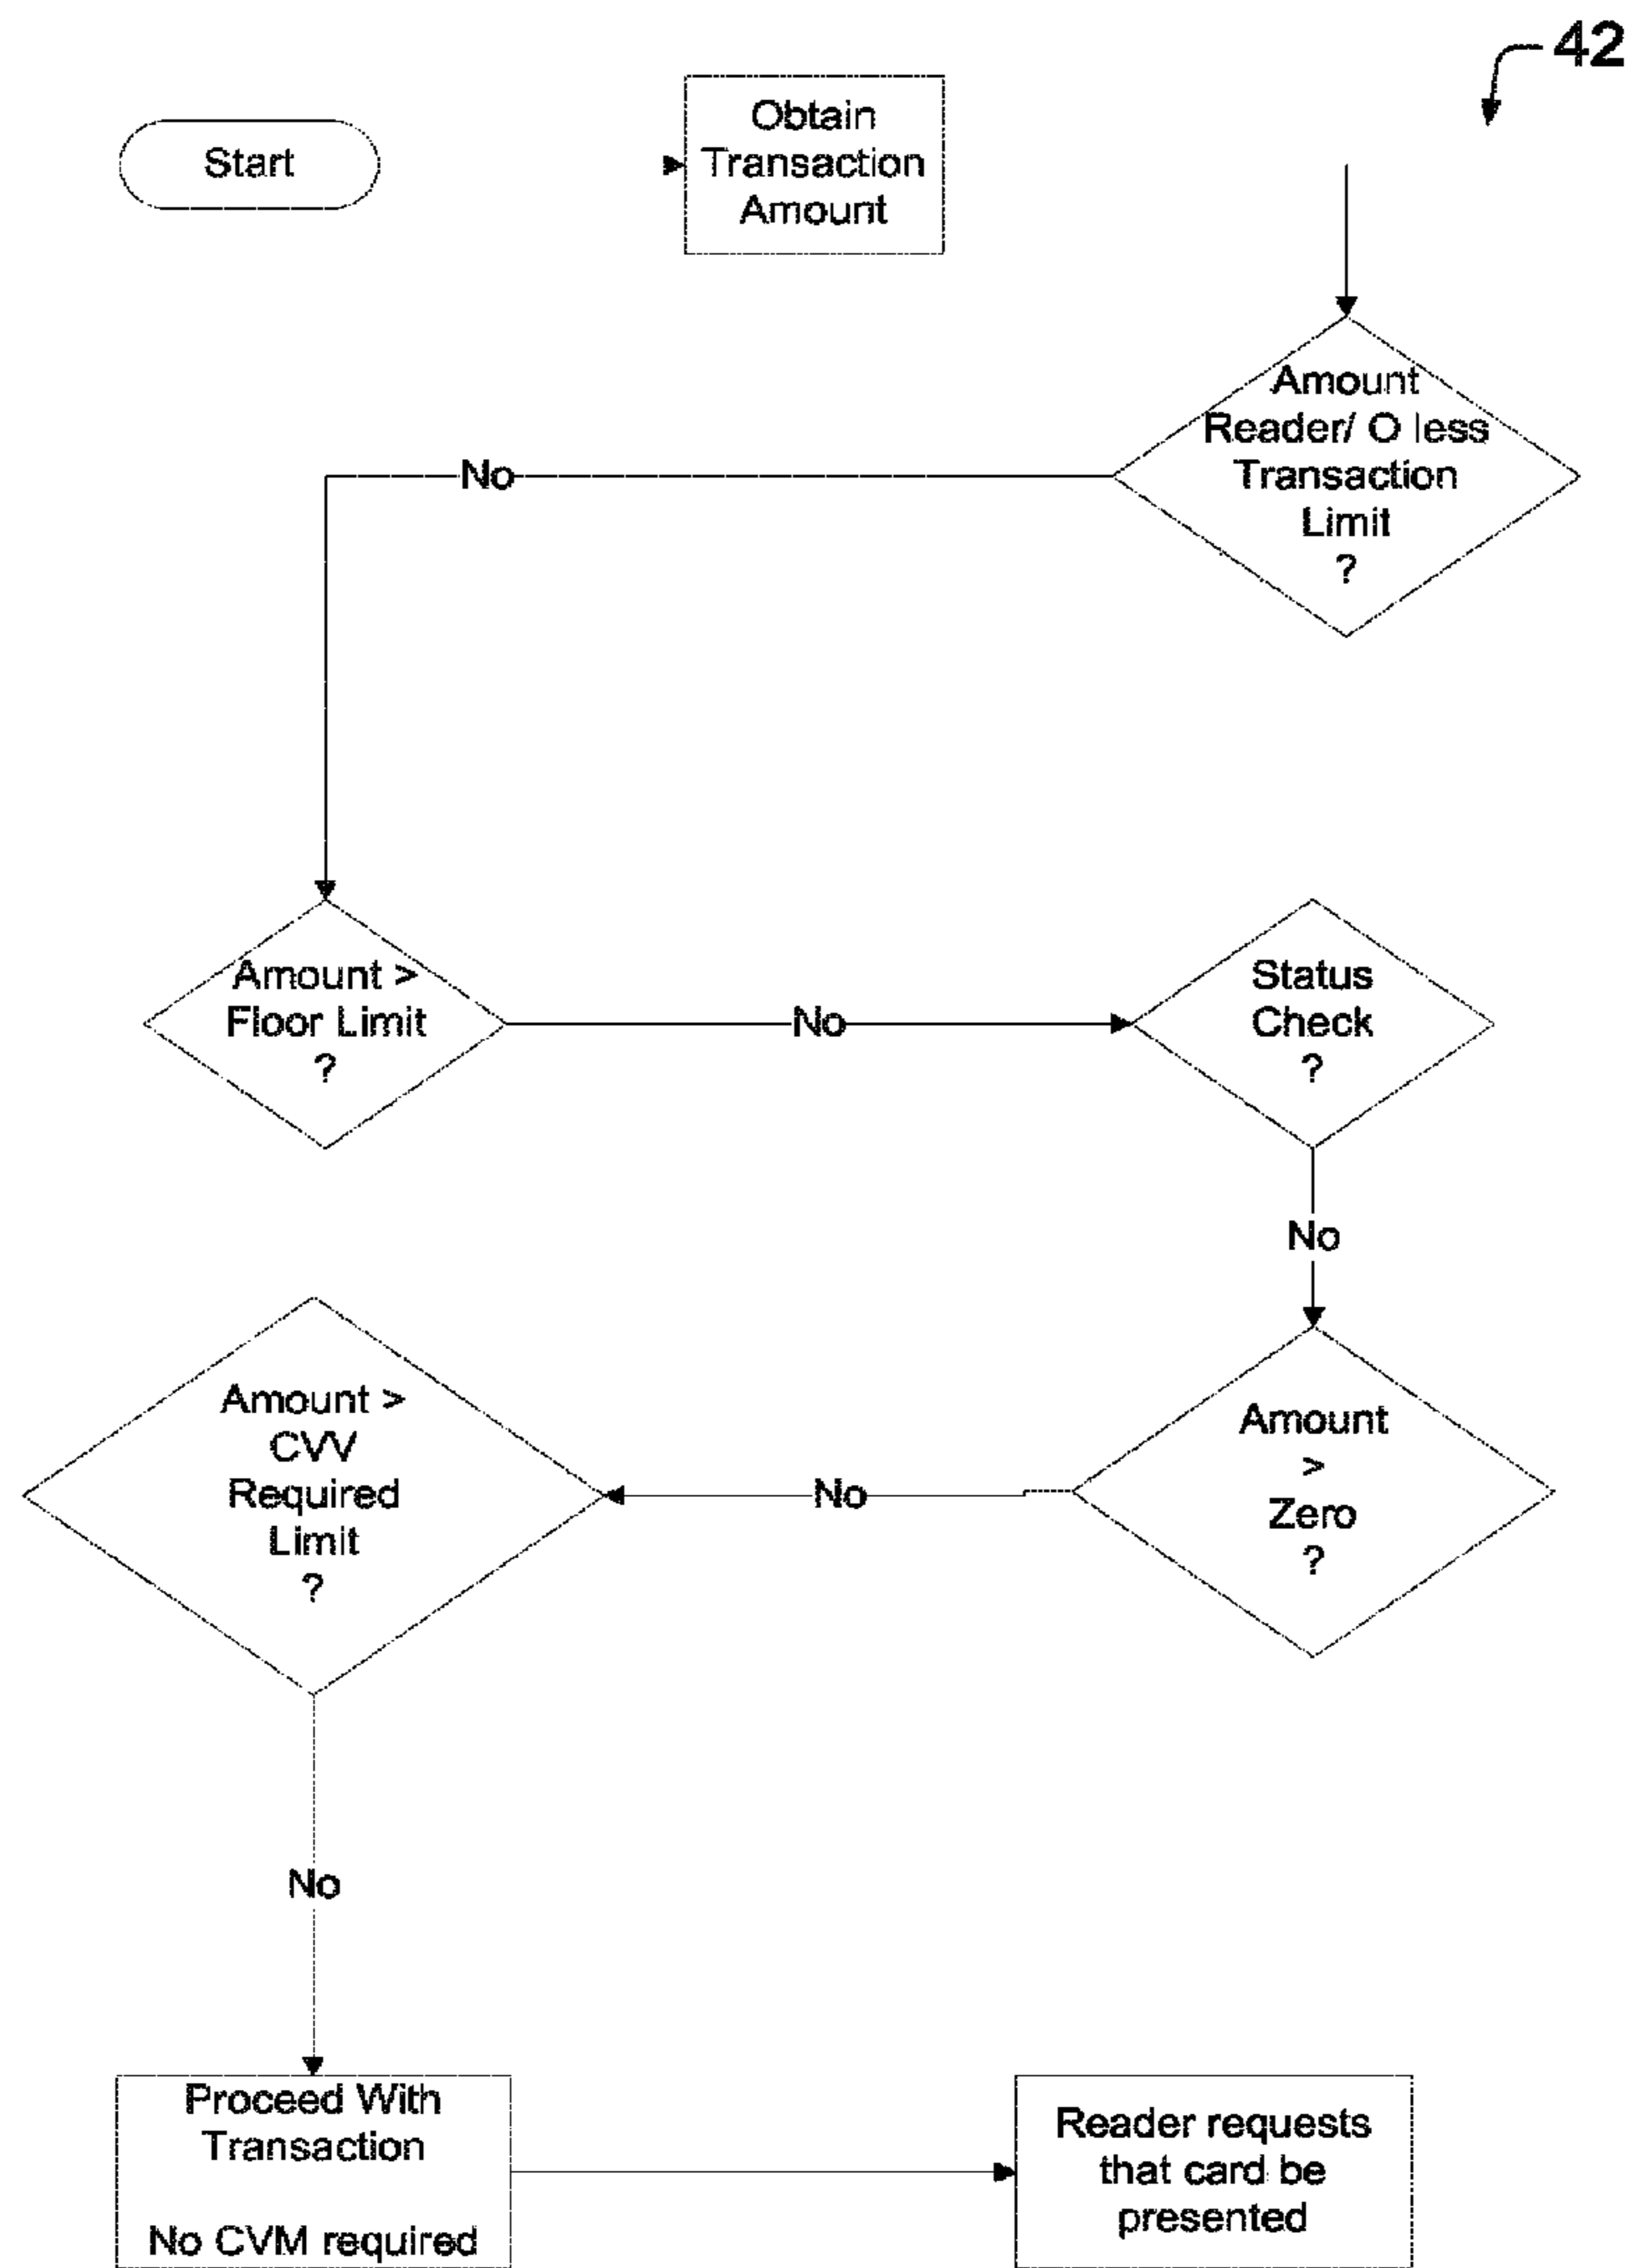 42
Start
Obtain
Transaction
Amount
Amount
Reader/ O less
Transaction
Limit
?
No
Amount >
Floor Limit
?
No
Status
Check
?
No
Amount
>
Zero
?
No
Amount >
CVV
Required
Limit
?
No
Proceed With
Transaction
No CVM required
Reader requests
that card be
presented